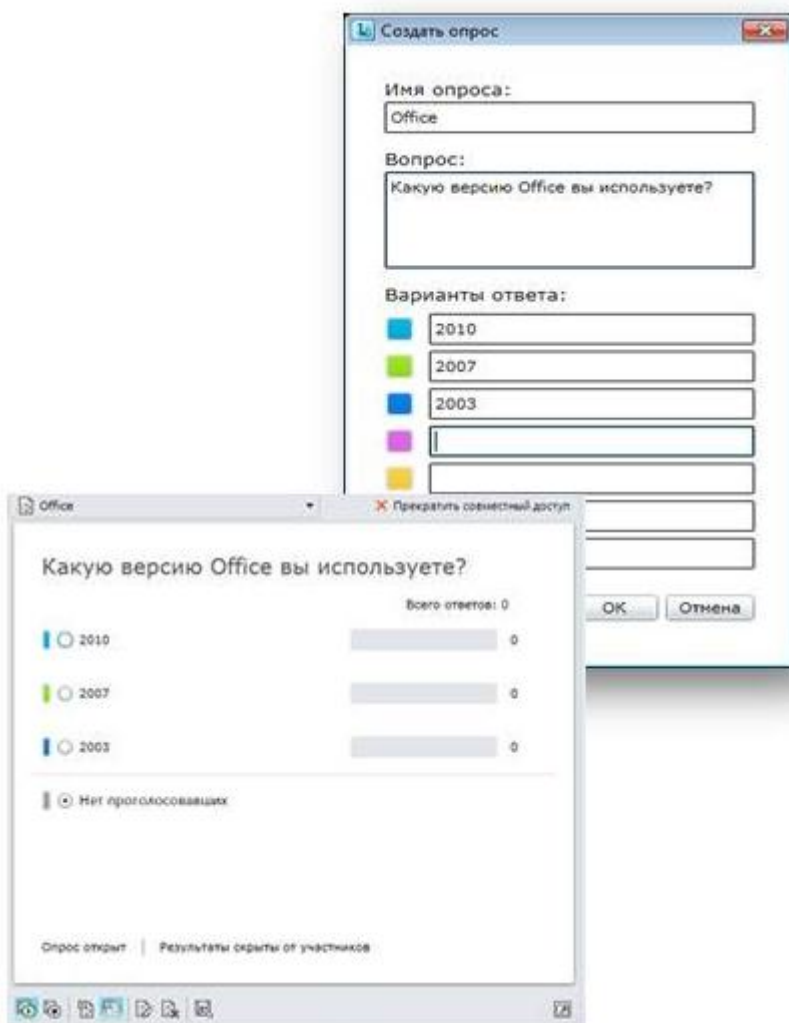 Создать опрос
Имя опроса:
Office
Вопрос:
Какую версию Office вы используете?
Варианты ответа:
2010
2007
2003
OK Отмена
Office Прекратить совместный доступ
Какую версию Office вы используете?
Всего ответов: 0
2010 0
2007 0
2003 0
Нет проголосовавших
Опрос открыт | Результаты скрыты от участников